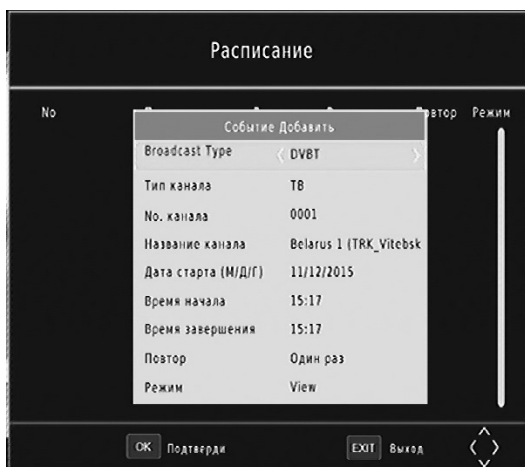 Расписание
No Повтор Режим
Событие Добавить
Broadcast Type DVBT
Тип канала ТВ
No. канала 0001
Название канала Belarus 1 (TRK_Vitebsk
Дата старта (М/Д/Г) 11/12/2015
Время начала 15:17
Время завершения 15:17
Повтор Один раз
Режим View
OK Подтверди EXIT Выход